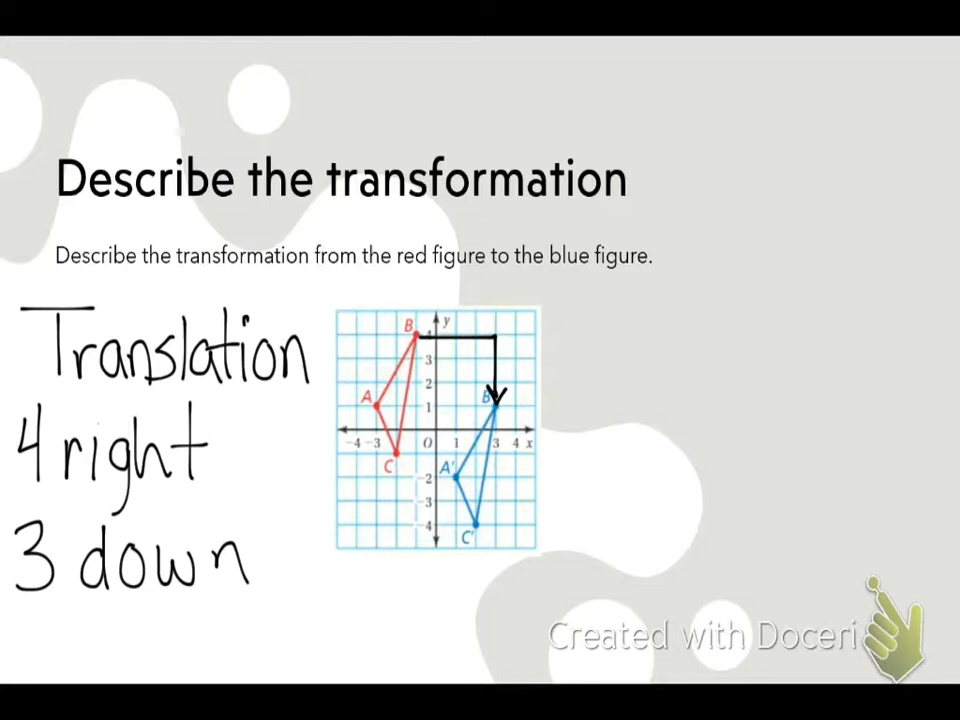 Describe the transformation
Describe the transformation from the red figure to the blue figure.
Translation
4 right
3 down
B
4
y
3
2
A
1
B
-4 -3
O
1
3
4
x
C
A'
-2
-3
-4
C'
Created with Doceri